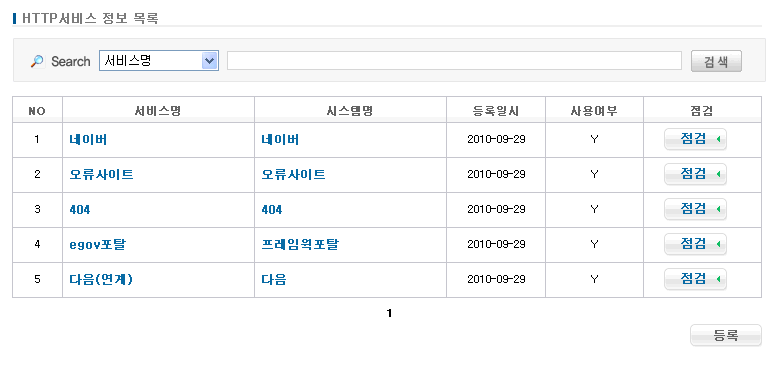 HTTP서비스 정보 목록
Search 서비스명 검색
NO 서비스명 시스템명 등록일시 사용여부 점검
1 네이버 네이버 2010-09-29 Y 점검
2 오류사이트 오류사이트 2010-09-29 Y 점검
3 404 404 2010-09-29 Y 점검
4 egov포탈 프레임웍포탈 2010-09-29 Y 점검
5 다음(연계) 다음 2010-09-29 Y 점검
1
등록